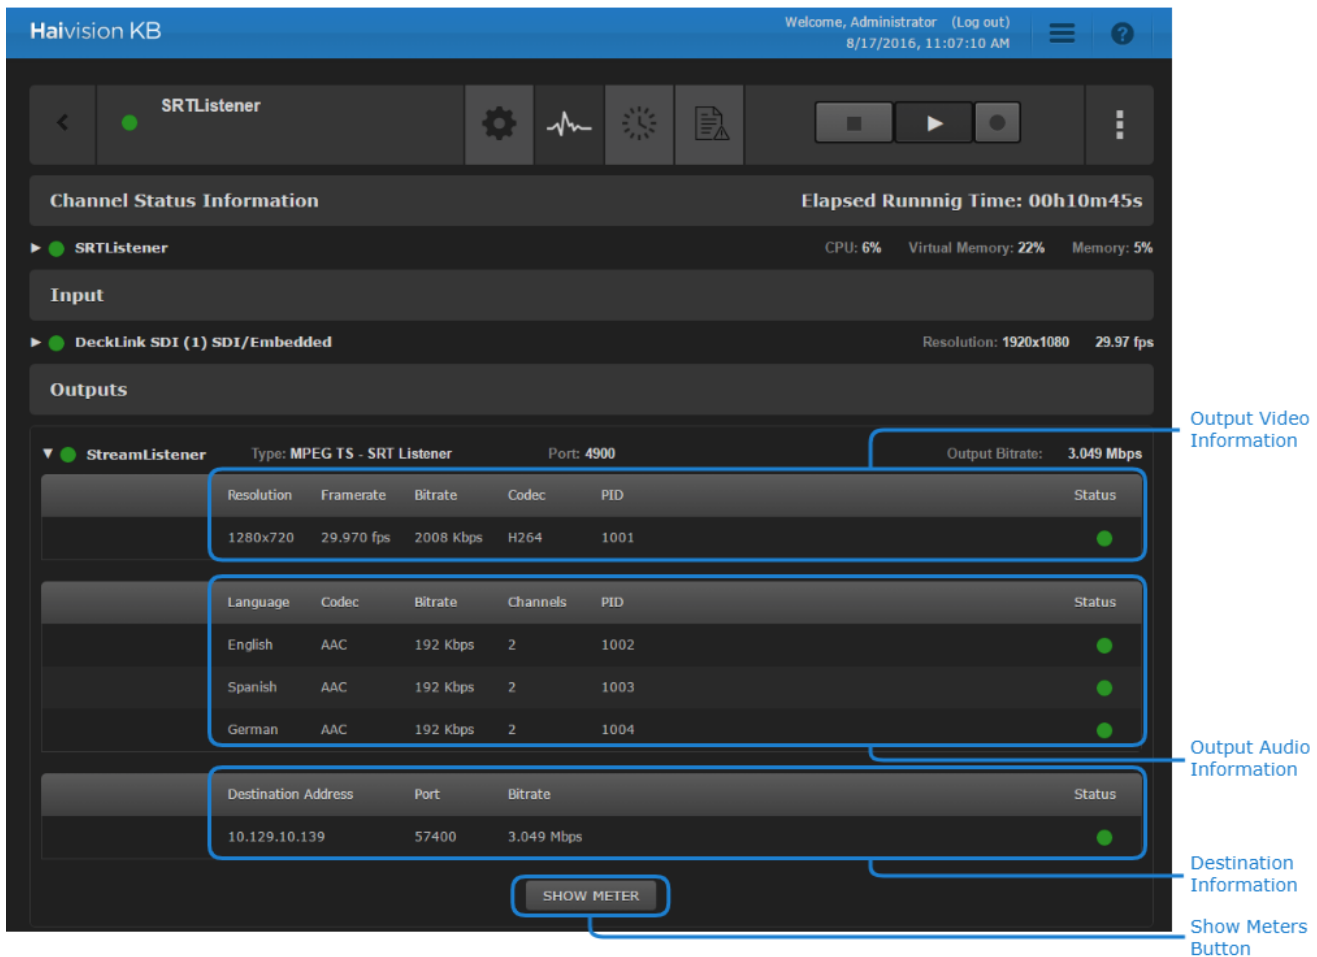 Haivision KB
Welcome, Administrator (Log out)
8/17/2016, 11:07:10 AM
SRTListener
Channel Status Information Elapsed Runnnig Time: 00h10m45s
SRTListener CPU: 6% Virtual Memory: 22% Memory: 5%
Input
DeckLink SDI (1) SDI/Embedded Resolution: 1920x1080 29.97 fps
Outputs
Output Video
Information
StreamListener Type: MPEG TS - SRT Listener Port: 4900 Output Bitrate: 3.049 Mbps
Resolution Framerate Bitrate Codec PID Status
1280x720 29.970 fps 2008 Kbps H264 1001
Language Codec Bitrate Channels PID Status
English AAC 192 Kbps 2 1002
Spanish AAC 192 Kbps 2 1003
German AAC 192 Kbps 2 1004
Output Audio
Information
Destination Address Port Bitrate Status
10.129.10.139 57400 3.049 Mbps
Destination
Information
SHOW METER
Show Meters
Button